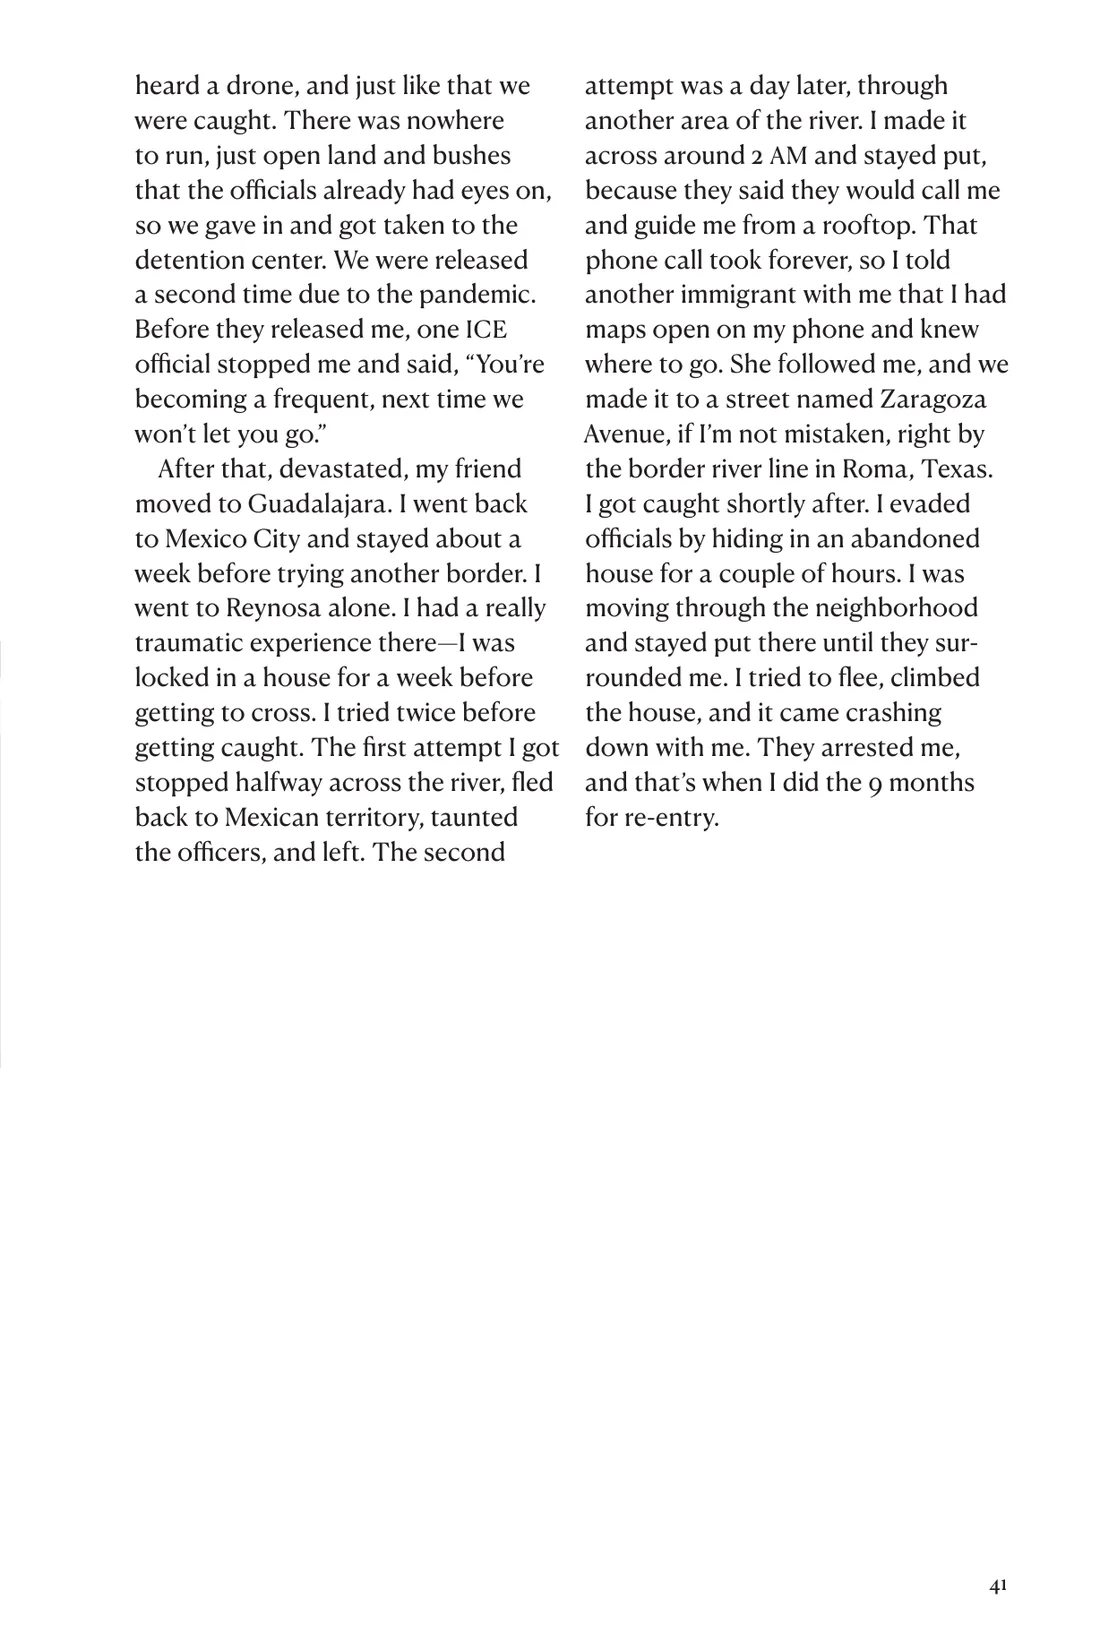 heard a drone, and just like that we
were caught. There was nowhere
to run, just open land and bushes
that the officials already had eyes on,
so we gave in and got taken to the
detention center. We were released
a second time due to the pandemic.
Before they released me, one ICE
official stopped me and said, “You’re
becoming a frequent, next time we
won’t let you go.”
After that, devastated, my friend
moved to Guadalajara. I went back
to Mexico City and stayed about a
week before trying another border. I
went to Reynosa alone. I had a really
traumatic experience there—I was
locked in a house for a week before
getting to cross. I tried twice before
getting caught. The first attempt I got
stopped halfway across the river, fled
back to Mexican territory, taunted
the officers, and left. The second
attempt was a day later, through
another area of the river. I made it
across around 2 AM and stayed put,
because they said they would call me
and guide me from a rooftop. That
phone call took forever, so I told
another immigrant with me that I had
maps open on my phone and knew
where to go. She followed me, and we
made it to a street named Zaragoza
Avenue, if I’m not mistaken, right by
the border river line in Roma, Texas.
I got caught shortly after. I evaded
officials by hiding in an abandoned
house for a couple of hours. I was
moving through the neighborhood
and stayed put there until they sur-
rounded me. I tried to flee, climbed
the house, and it came crashing
down with me. They arrested me,
and that’s when I did the 9 months
for re-entry.
41